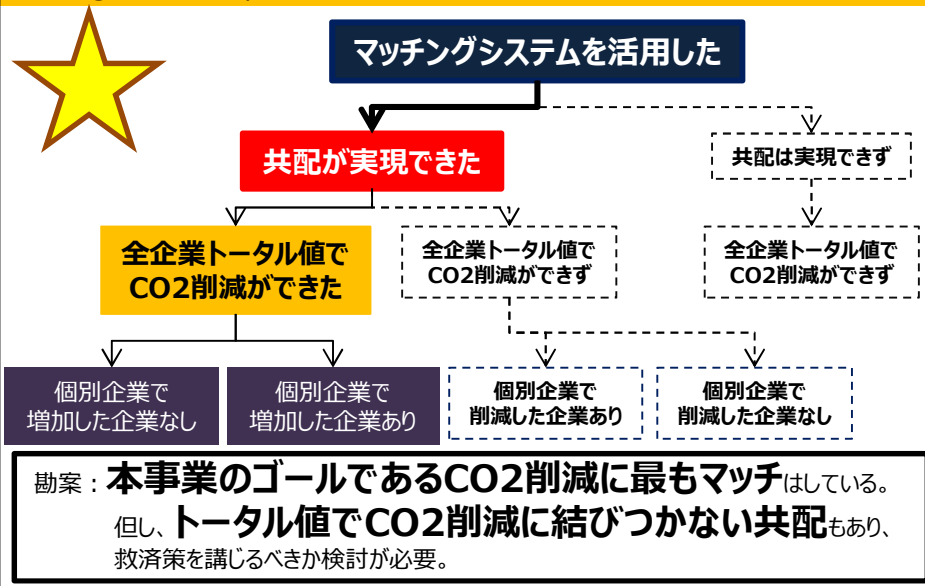 マッチングシステムを活用した
共配が実現できた
共配は実現できず
全企業トータル値で
CO2削減ができた
全企業トータル値で
CO2削減ができず
全企業トータル値で
CO2削減ができず
個別企業で
増加した企業なし
個別企業で
増加した企業あり
個別企業で
削減した企業あり
個別企業で
削減した企業なし
勘案：本事業のゴールであるCO2削減に最もマッチはしている。
但し、トータル値でCO2削減に結びつかない共配もあり、
救済策を講じるべきか検討が必要。